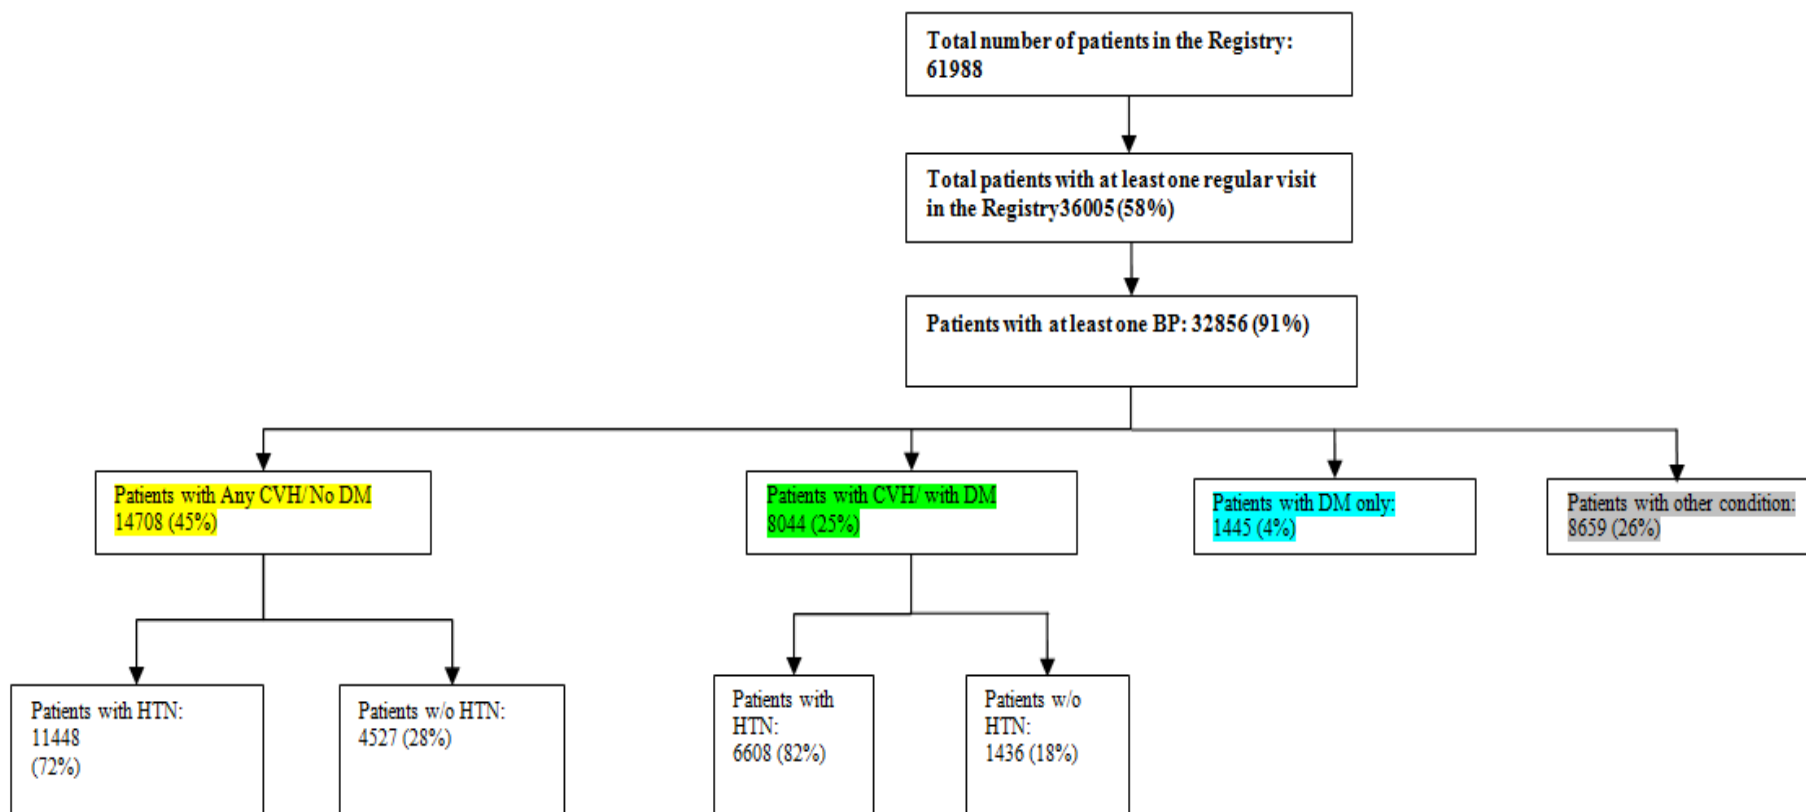 Total number of patients in the Registry:
61988
Total patients with at least one regular visit
in the Registry36005 (58%)
Patients with at least one BP: 32856 (91%)
Patients with Any CVH/ No DM
14708 (45%)
Patients with CVH/ with DM
8044 (25%)
Patients with DM only:
1445 (4%)
Patients with other condition:
8659 (26%)
Patients with HTN:
11448
(72%)
Patients w/o HTN:
4527 (28%)
Patients with
HTN:
6608 (82%)
Patients w/o
HTN:
1436 (18%)